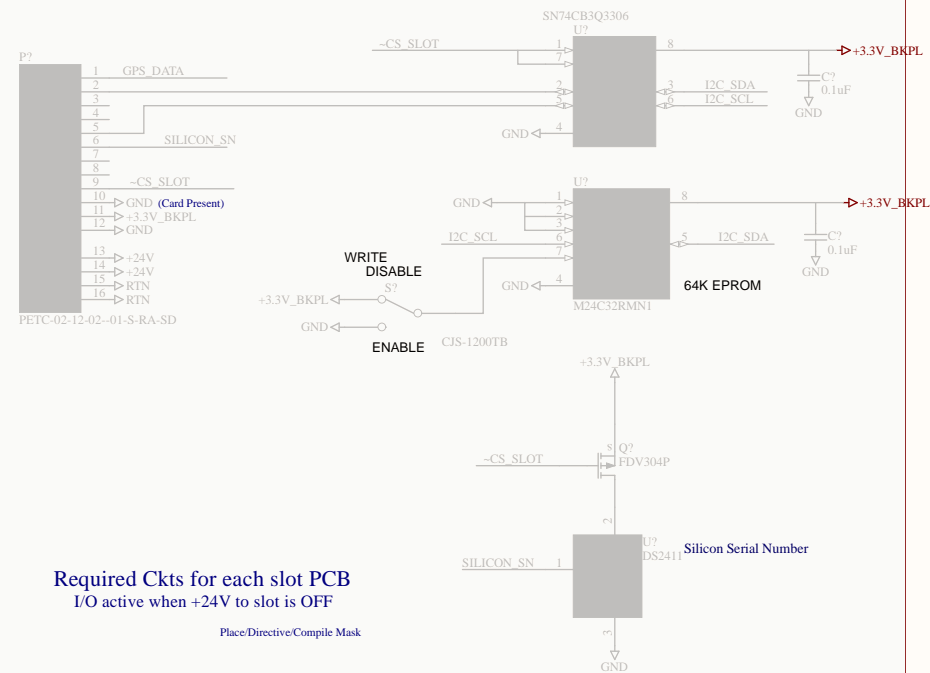 SN74CB3Q3306
U?
~CS_SLOT
1
7
8
+3.3V_BKPL
C?
0.1uF
GND
2
5
3
I2C_SDA
6
I2C_SCL
GND
4
P?
1
GPS_DATA
2
3
4
5
6
SILICON_SN
7
8
9
~CS_SLOT
10
GND
(Card Present)
11
+3.3V_BKPL
12
GND
13
+24V
14
+24V
15
RTN
16
RTN
PETC-02-12-02--01-S-RA-SD
U?
GND
1
2
3
8
+3.3V_BKPL
C?
0.1uF
GND
I2C_SCL
6
7
5
I2C_SDA
GND
4
M24C32RMN1
64K EPROM
WRITE
DISABLE
S?
+3.3V_BKPL
GND
CJS-1200TB
ENABLE
+3.3V_BKPL
~CS_SLOT
s
Q?
FDV304P
2
U?
DS2411
Silicon Serial Number
SILICON_SN
1
3
GND
Required Ckts for each slot PCB
I/O active when +24V to slot is OFF
Place/Directive/Compile Mask